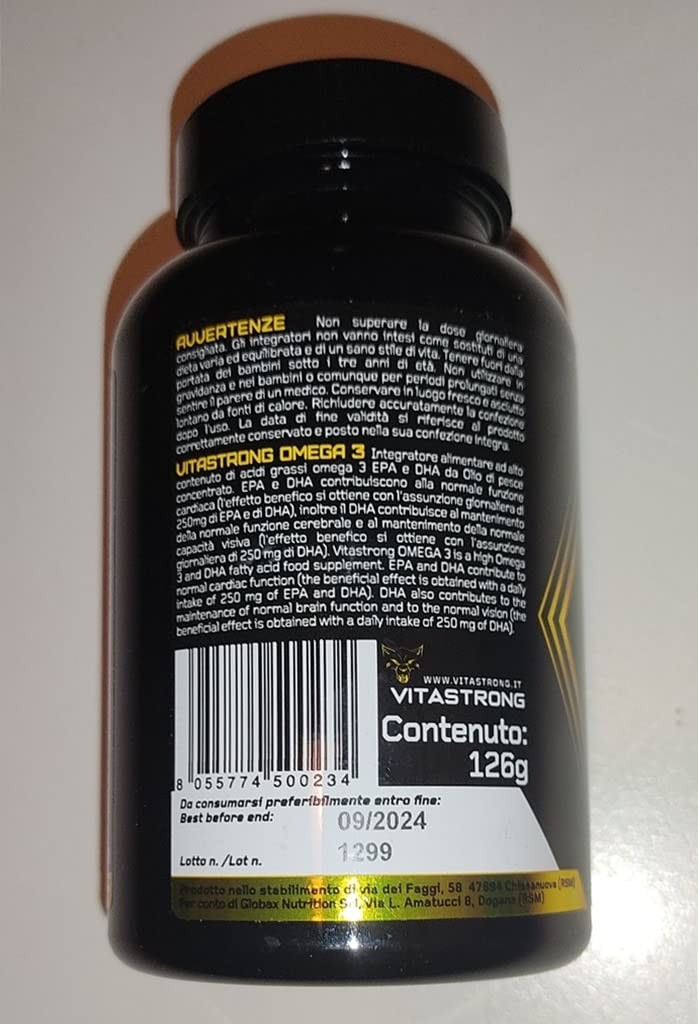 AVVERTENZE Non superare la dose giornaliera
consigliata. Gli integratori non vanno intesi come sostituti di una
dieta varia ed equilibrata e di un sano stile di vita. Tenere fuori dalla
portata dei bambini sotto i tre anni di età. Non utilizzare in
gravidanza e nei bambini o comunque per periodi prolungati senza
sentire il parere di un medico. Conservare in luogo fresco e asciutto
lontano da fonti di calore. Richiudere accuratamente la confezione
dopo l'uso. La data di fine validità si riferisce al prodotto
correttamente conservato e posto nella sua confezione integra.
VITASTRONG OMEGA 3 Integratore alimentare ad alto
contenuto di acidi grassi omega 3 EPA e DHA da Olio di pesce
concentrato. EPA e DHA contribuiscono alla normale funzione
cardiaca (l'effetto benefico si ottiene con l'assunzione giornaliera di
250mg di EPA e di DHA), inoltre il DHA contribuisce al mantenimento
della normale funzione cerebrale e al mantenimento della normale
capacità visiva (l'effetto benefico si ottiene con l'assunzione
giornaliera di 250 mg di DHA). Vitastrong OMEGA 3 is a high Omega
3 and DHA fatty acid food supplement. EPA and DHA contribute to
normal cardiac function (the beneficial effect is obtained with a daily
intake of 250 mg of EPA and DHA). DHA also contributes to the
maintenance of normal brain function and to the normal vision (the
beneficial effect is obtained with a daily intake of 250 mg of DHA).
WWW.VITASTRONG.IT
VITASTRONG
Contenuto:
126g
8 055774 500234
Da consumarsi preferibilmente entro fine:
Best before end: 09/2024
Lotto n. /Lot n. 1299
Prodotto nello stabilimento di via dei Faggi, 58 47894 Chiesanuova (RSM)
Per conto di Globax Nutrition Srl, Via L. Amatucci 8, Dogana (RSM)